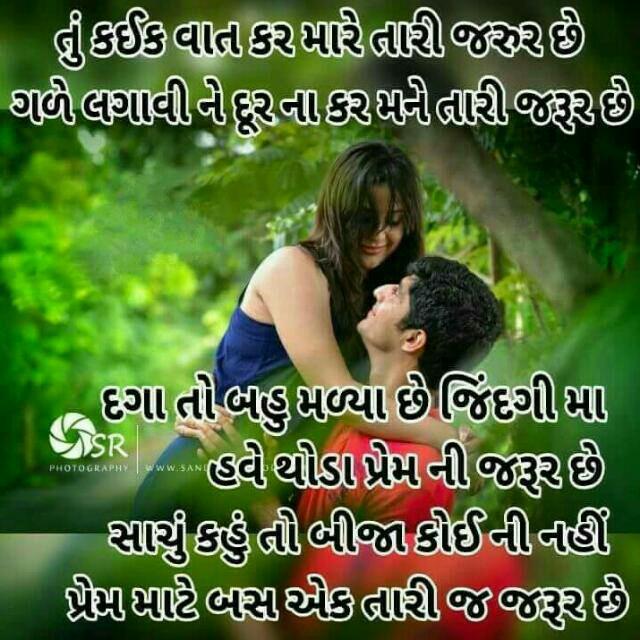 તું કઈક વાત કર મારે તારી જરુર છે
ગળે લગાવી ને દૂર ના કર મને તારી જરૂર છે
દગા તો બહુ મળ્યા છે જિંદગી મા
હવે થોડા પ્રેમ ની જરૂર છે
સાચું કહું તો બીજા કોઈ ની નહીં
પ્રેમ માટે બસ એક તારી જ જરૂર છે
SR
PHOTOGRAPHY